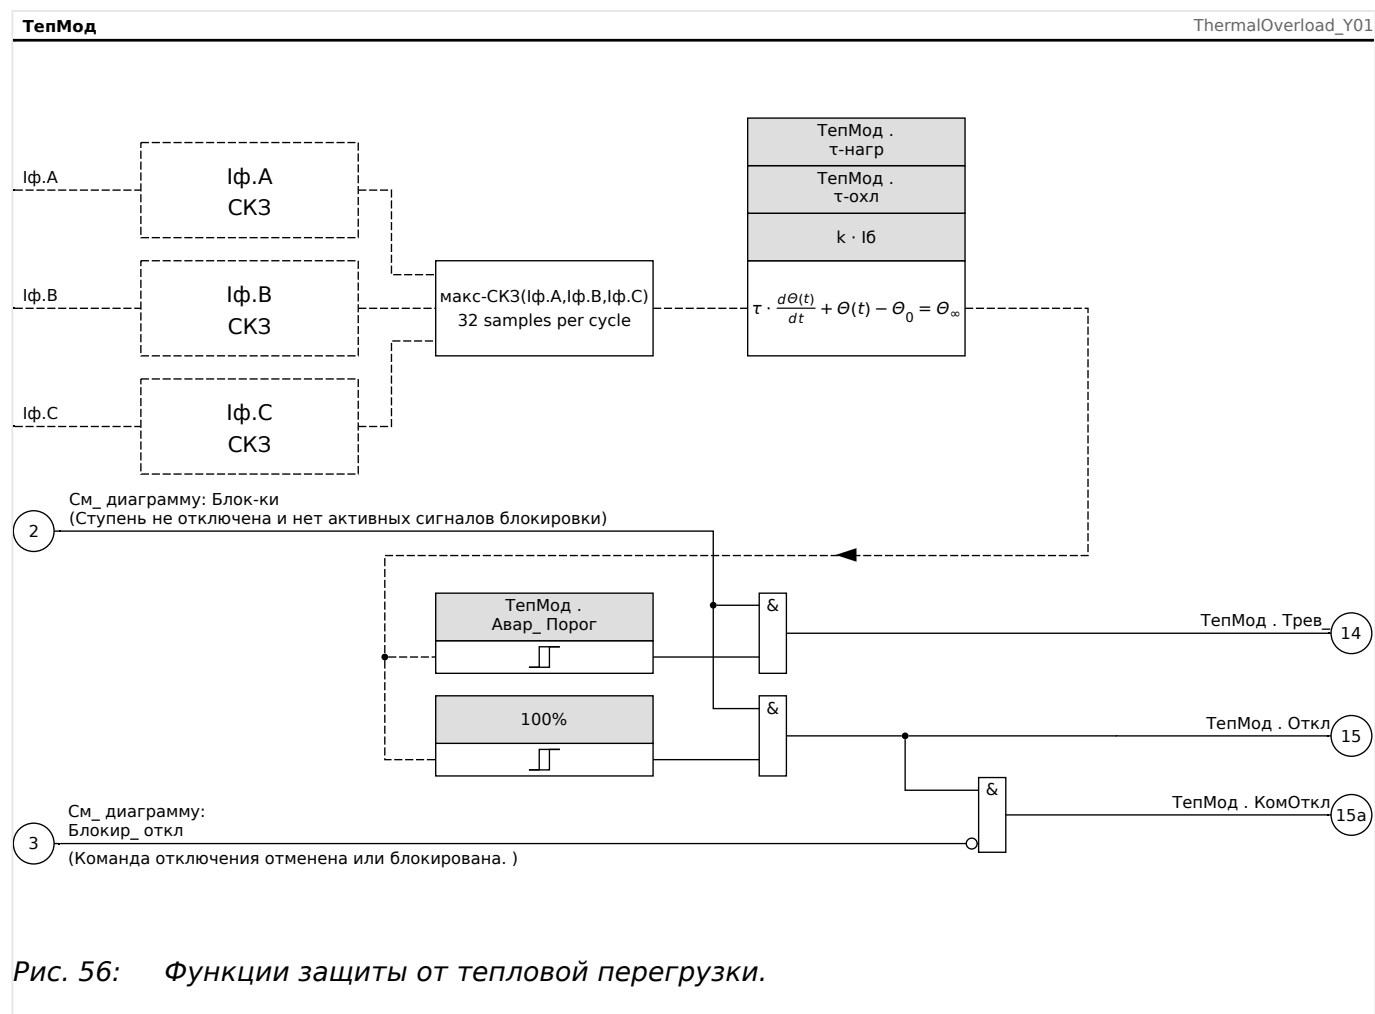 ТепМод
ThermalOverload_Y01
ТепМод .
τ-нагр
ТепМод .
τ-охл
k · Iб
Iф.A
Iф.A
СКЗ
Iф.B
Iф.B
СКЗ
макс-СКЗ(Iф.A,Iф.B,Iф.C)
32 samples per cycle
τ · dΘ(t)/dt + Θ(t) − Θ₀ = Θ∞
Iф.C
Iф.C
СКЗ
См_ диаграмму: Блок-ки
(Ступень не отключена и нет активных сигналов блокировки)
2
ТепМод .
Авар_ Порог
&
ТепМод . Трев_
14
100%
&
ТепМод . Откл
15
&
ТепМод . КомОткл
15a
См_ диаграмму:
Блокир_ откл
3
(Команда отключения отменена или блокирована. )
Рис. 56: Функции защиты от тепловой перегрузки.